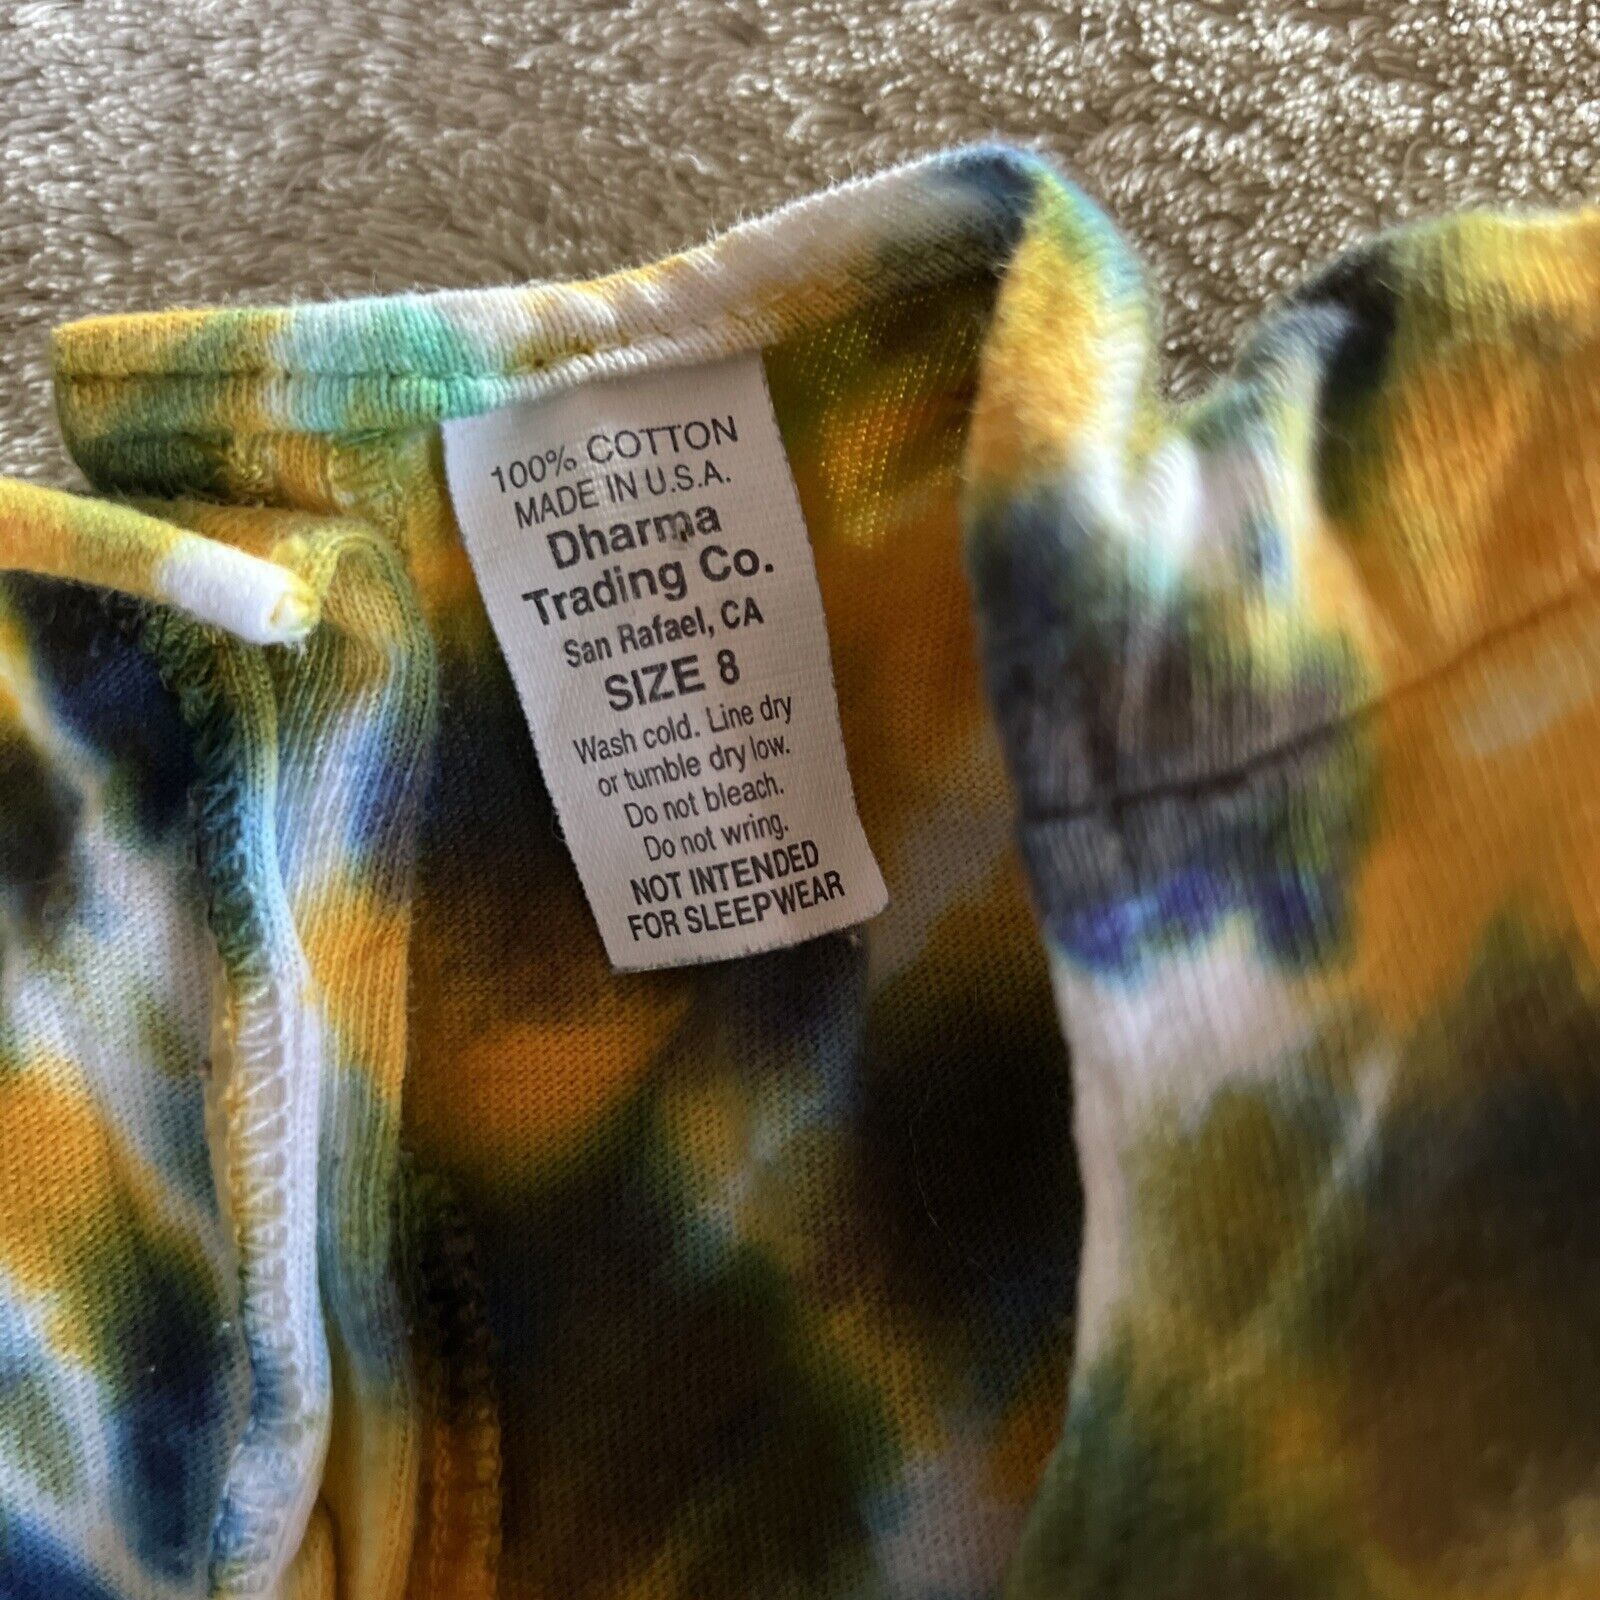 100% COTTON
MADE IN U.S.A.
Dharma
Trading Co.
San Rafael, CA
SIZE 8
Wash cold. Line dry
or tumble dry low.
Do not bleach.
Do not wring.
NOT INTENDED
FOR SLEEPWEAR